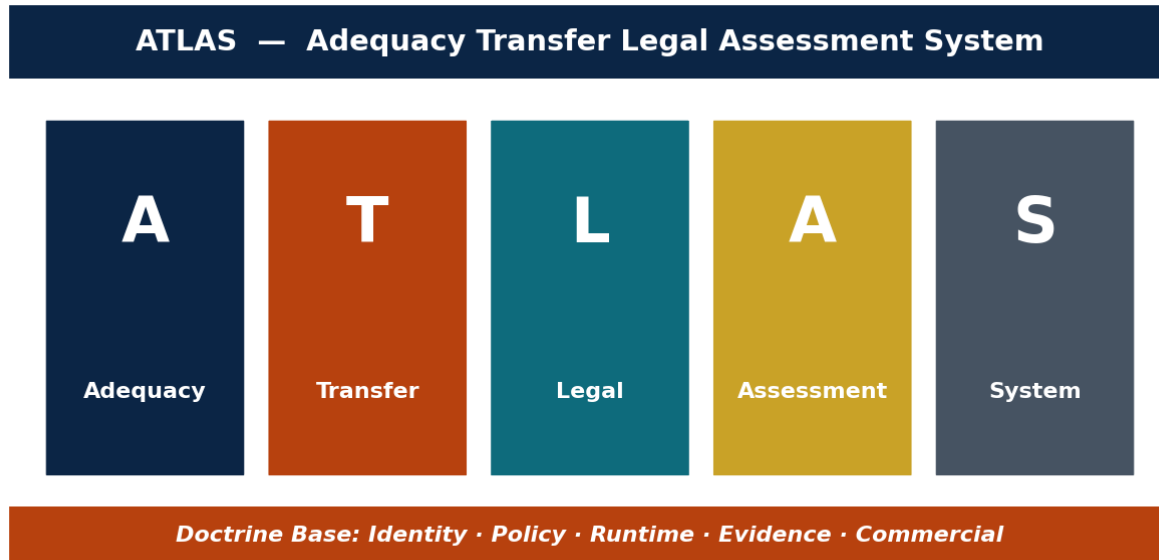 ATLAS — Adequacy Transfer Legal Assessment System
A
T
L
A
S
Adequacy
Transfer
Legal
Assessment
System
Doctrine Base: Identity · Policy · Runtime · Evidence · Commercial